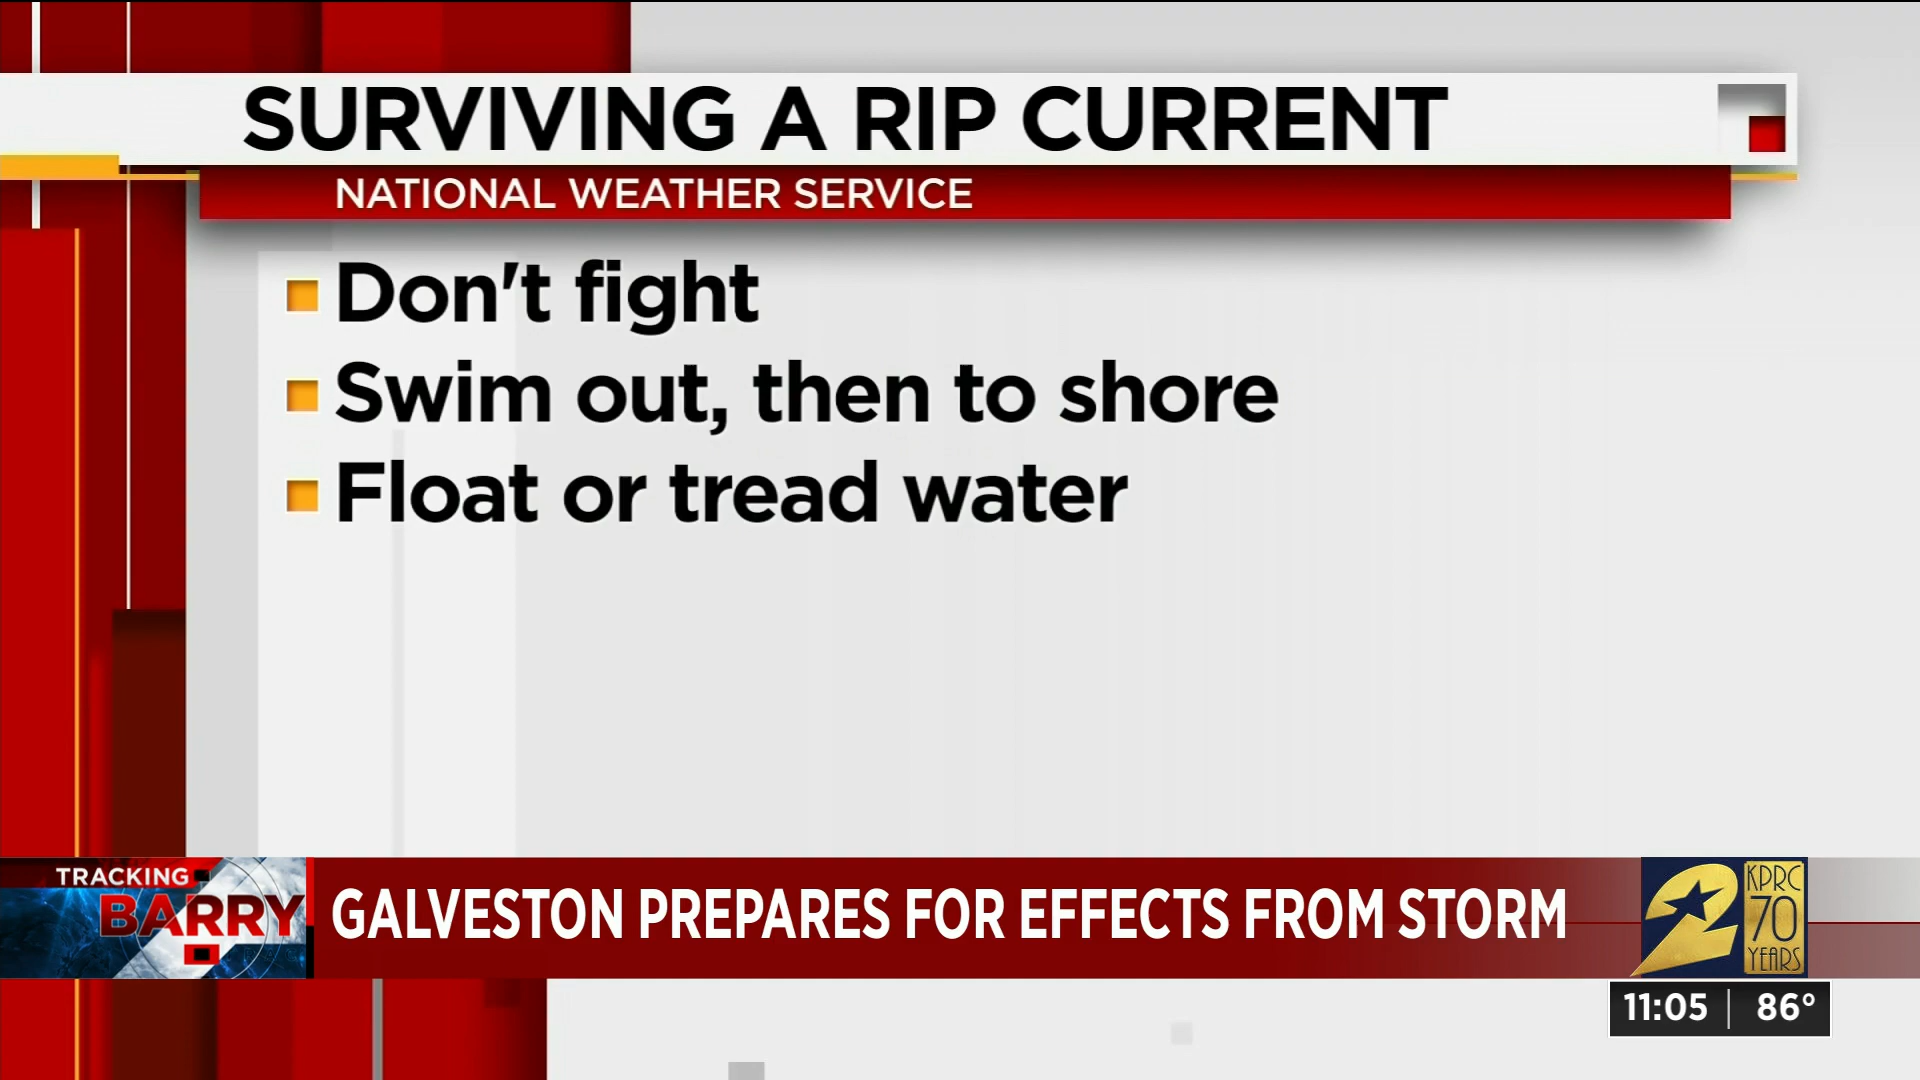 SURVIVING A RIP CURRENT
NATIONAL WEATHER SERVICE
Don't fight
Swim out, then to shore
Float or tread water
TRACKING
BARRY
GALVESTON PREPARES FOR EFFECTS FROM STORM
2
KPRC
70
YEARS
11:05 86°